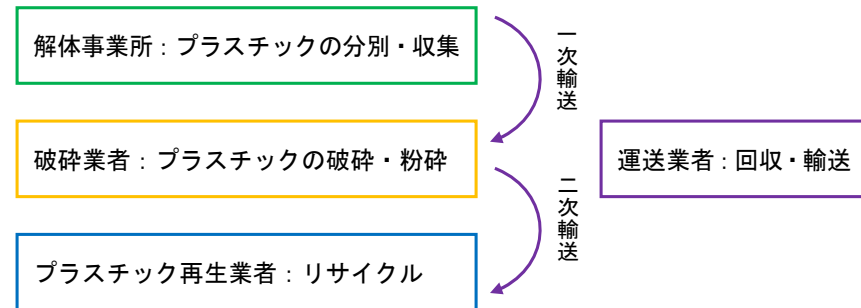 解体事業所：プラスチックの分別・収集
一次輸送
破砕業者：プラスチックの破砕・粉砕
運送業者：回収・輸送
二次輸送
プラスチック再生業者：リサイクル